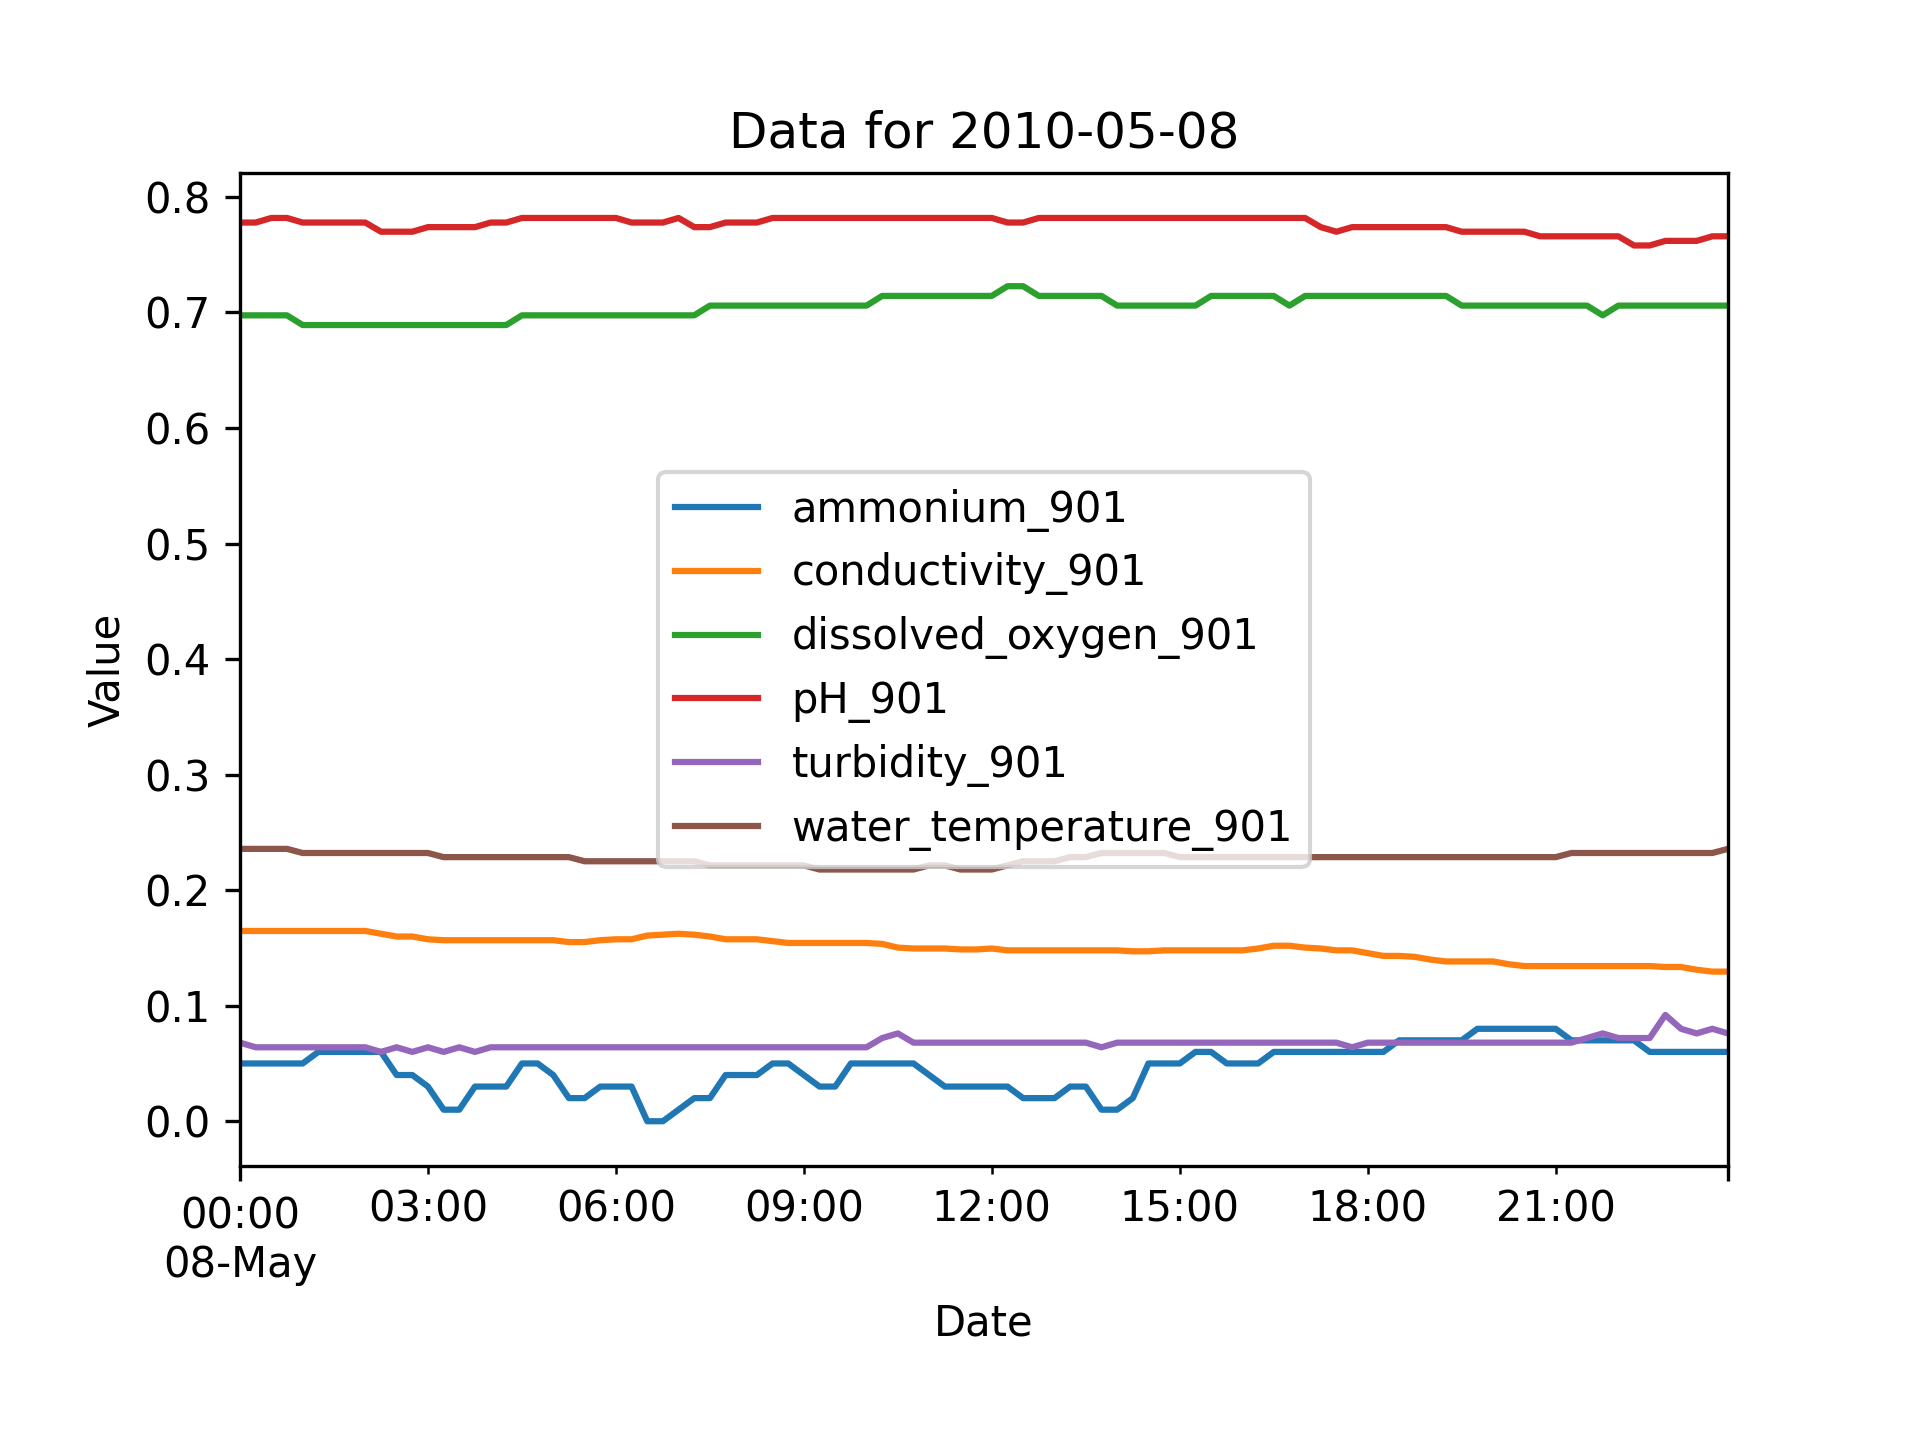 Data for 2010-05-08
0.8
0.7
0.6
0.5
0.4
0.3
0.2
0.1
0.0
Value
ammonium_901
conductivity_901
dissolved_oxygen_901
pH_901
turbidity_901
water_temperature_901
00:00 03:00 06:00 09:00 12:00 15:00 18:00 21:00
08-May
Date